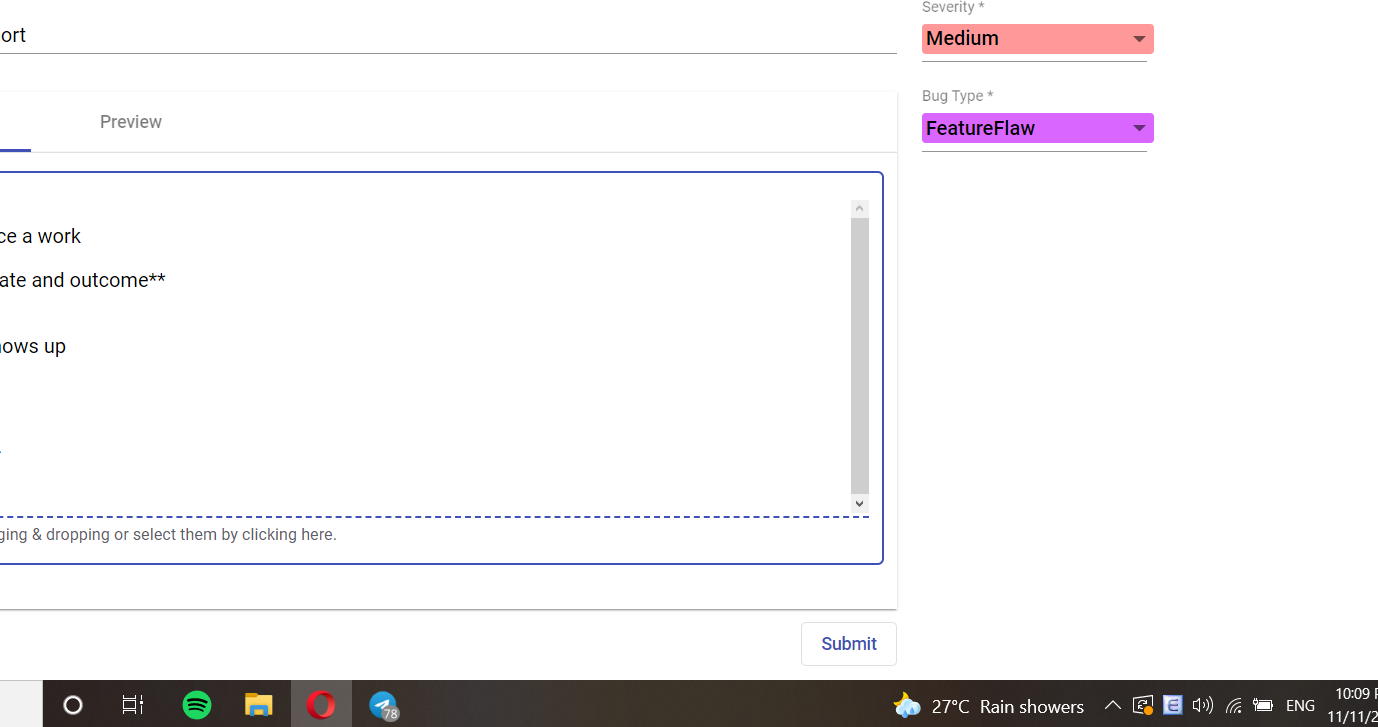 Severity *
ort
Medium
Bug Type *
Preview
FeatureFlaw
ce a work
ate and outcome**
ows up
ging & dropping or select them by clicking here.
Submit
78
27°C Rain showers
ENG
10:09
11/11/2